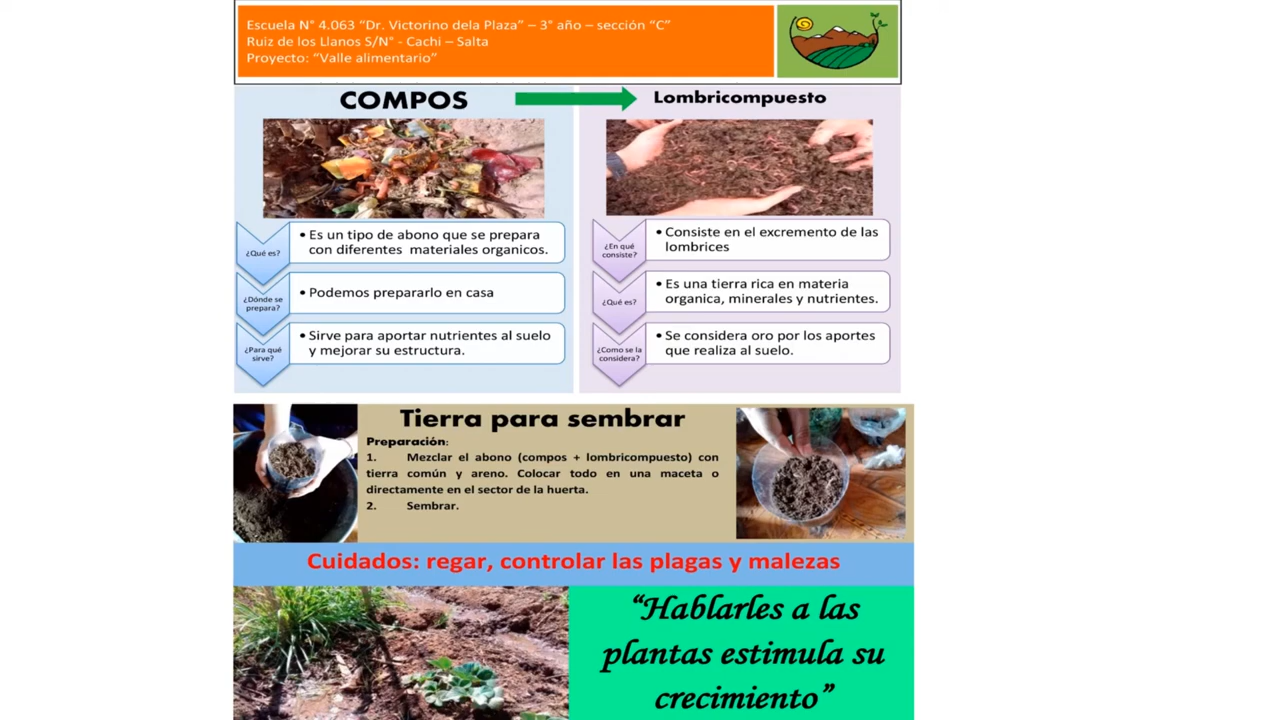 Escuela N° 4.063 “Dr. Victorino dela Plaza” – 3° año – sección “C”
Ruiz de los Llanos S/N° - Cachi – Salta
Proyecto: “Valle alimentario”
COMPOS
¿Qué es?
• Es un tipo de abono que se prepara
con diferentes materiales organicos.
¿Dónde se
prepara?
• Podemos prepararlo en casa
¿Para qué
sirve?
• Sirve para aportar nutrientes al suelo
y mejorar su estructura.
Lombricompuesto
¿En qué
consiste?
• Consiste en el excremento de las
lombrices
¿Qué es?
• Es una tierra rica en materia
organica, minerales y nutrientes.
¿Como se la
considera?
• Se considera oro por los aportes
que realiza al suelo.
Tierra para sembrar
Preparación:
1. Mezclar el abono (compos + lombricompuesto) con
tierra común y areno. Colocar todo en una maceta o
directamente en el sector de la huerta.
2. Sembrar.
Cuidados: regar, controlar las plagas y malezas
“Hablarles a las
plantas estimula su
crecimiento”